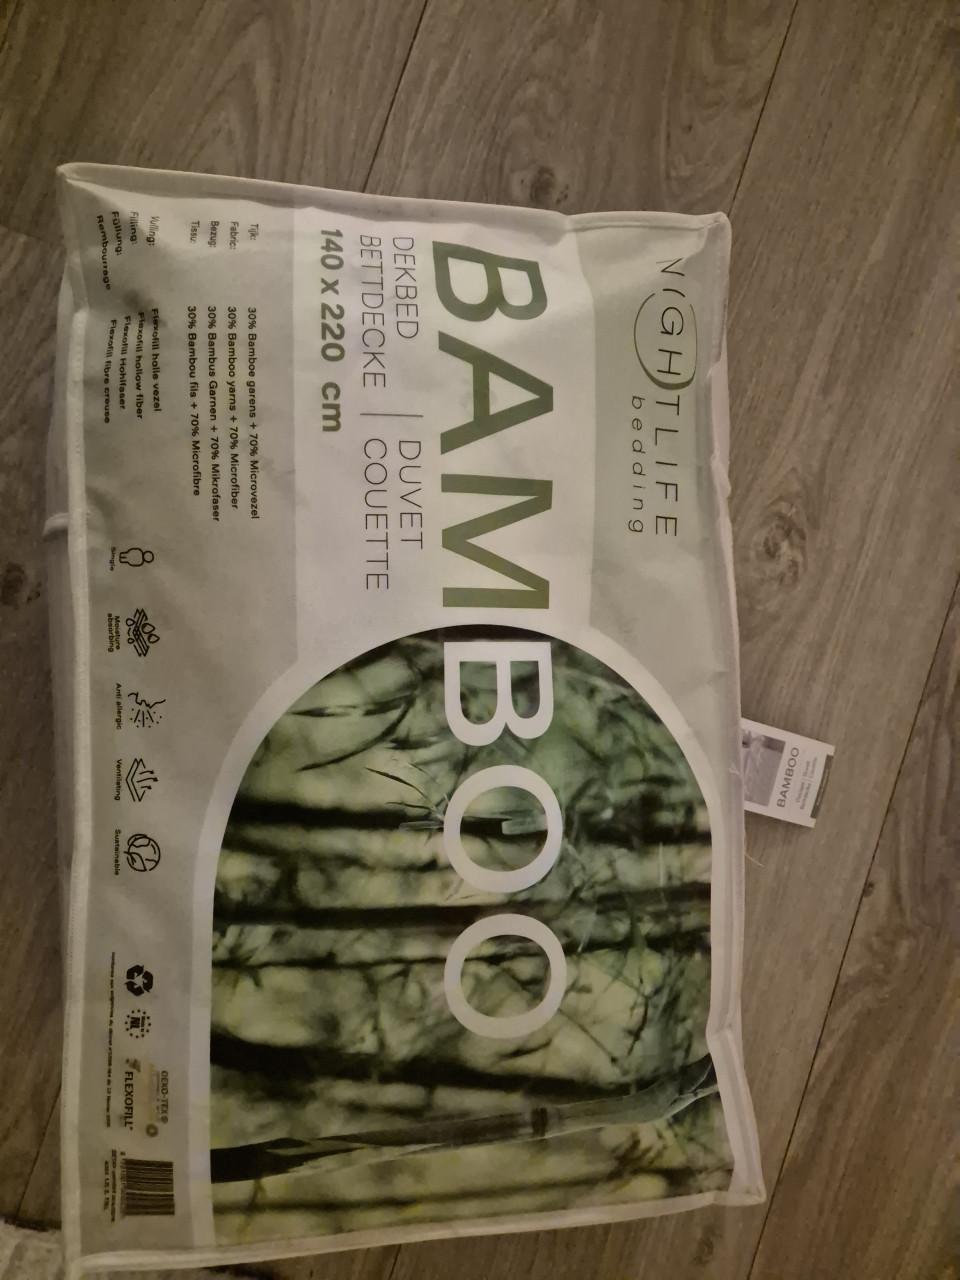 NIGHTLIFE
bedding
BAMBOO
DEKBED | DUVET
BETTDECKE | COUETTE
140 x 220 cm
Tijk: 30% Bamboe garens + 70% Microvezel
Fabric: 30% Bamboo yarns + 70% Microfiber
Bezug: 30% Bambus Garnen + 70% Mikrofaser
Tissu: 30% Bambou fils + 70% Microfibre
Vulling: Flexofill holle vezel
Filling: Flexofill hollow fiber
Füllung: Flexofill Hohlfaser
Rembourrage Flexofill fibre creuse
Single
Moisture
absorbing
Anti allergic
Ventilating
Sustainable
NL
OEKO-TEX®
FLEXOFILL®
BAMBOO